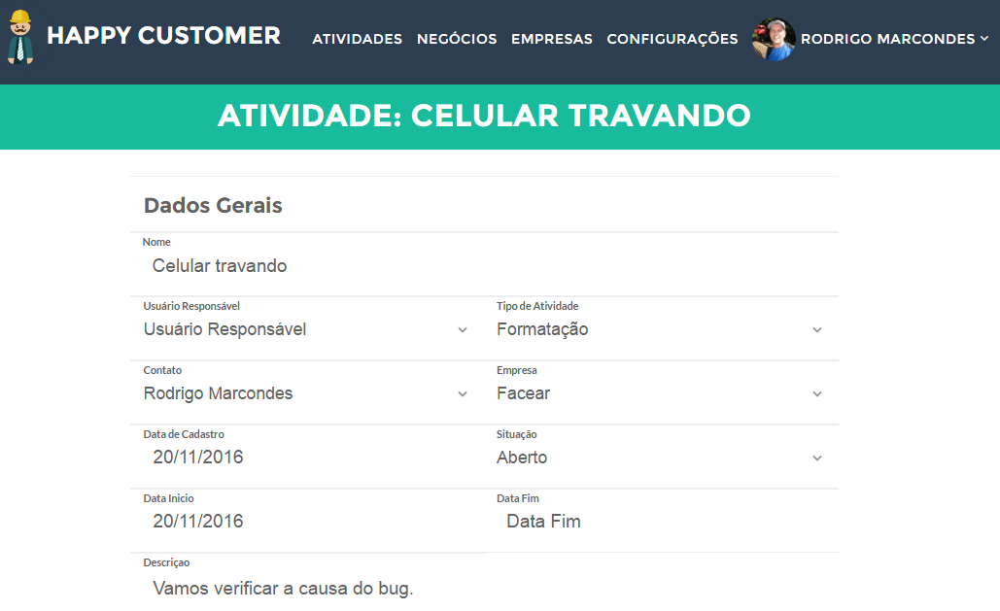 HAPPY CUSTOMER ATIVIDADES NEGÓCIOS EMPRESAS CONFIGURAÇÕES RODRIGO MARCONDES
ATIVIDADE: CELULAR TRAVANDO
Dados Gerais
Nome
Celular travando
Usuário Responsável Tipo de Atividade
Usuário Responsável Formatação
Contato Empresa
Rodrigo Marcondes Facear
Data de Cadastro Situação
20/11/2016 Aberto
Data Inicio Data Fim
20/11/2016 Data Fim
Descriçao
Vamos verificar a causa do bug.